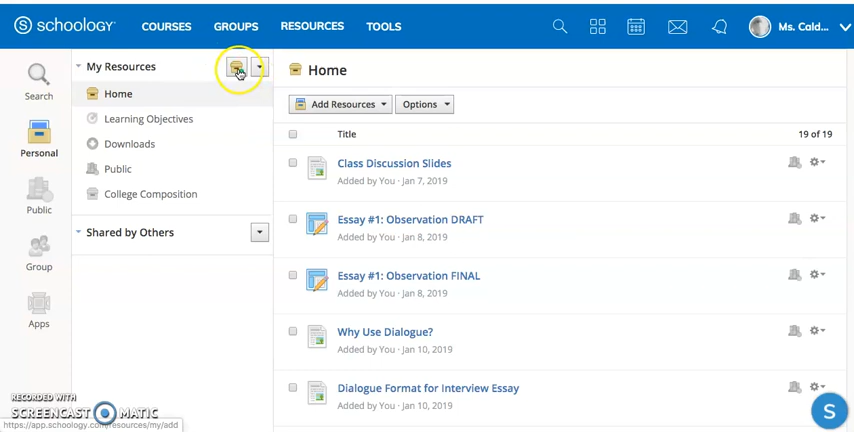 S schoology COURSES GROUPS RESOURCES TOOLS Ms. Cald...
Search
Personal
Public
Group
Apps
My Resources
Home
Learning Objectives
Downloads
Public
College Composition
Shared by Others
Home
Add Resources Options
Title 19 of 19
Class Discussion Slides
Added by You · Jan 7, 2019
Essay #1: Observation DRAFT
Added by You · Jan 8, 2019
Essay #1: Observation FINAL
Added by You · Jan 8, 2019
Why Use Dialogue?
Added by You · Jan 10, 2019
Dialogue Format for Interview Essay
Added by You · Jan 10, 2019
RECORDED WITH
SCREENCAST MATIC
https://app.schoology.com/resources/my/add
S